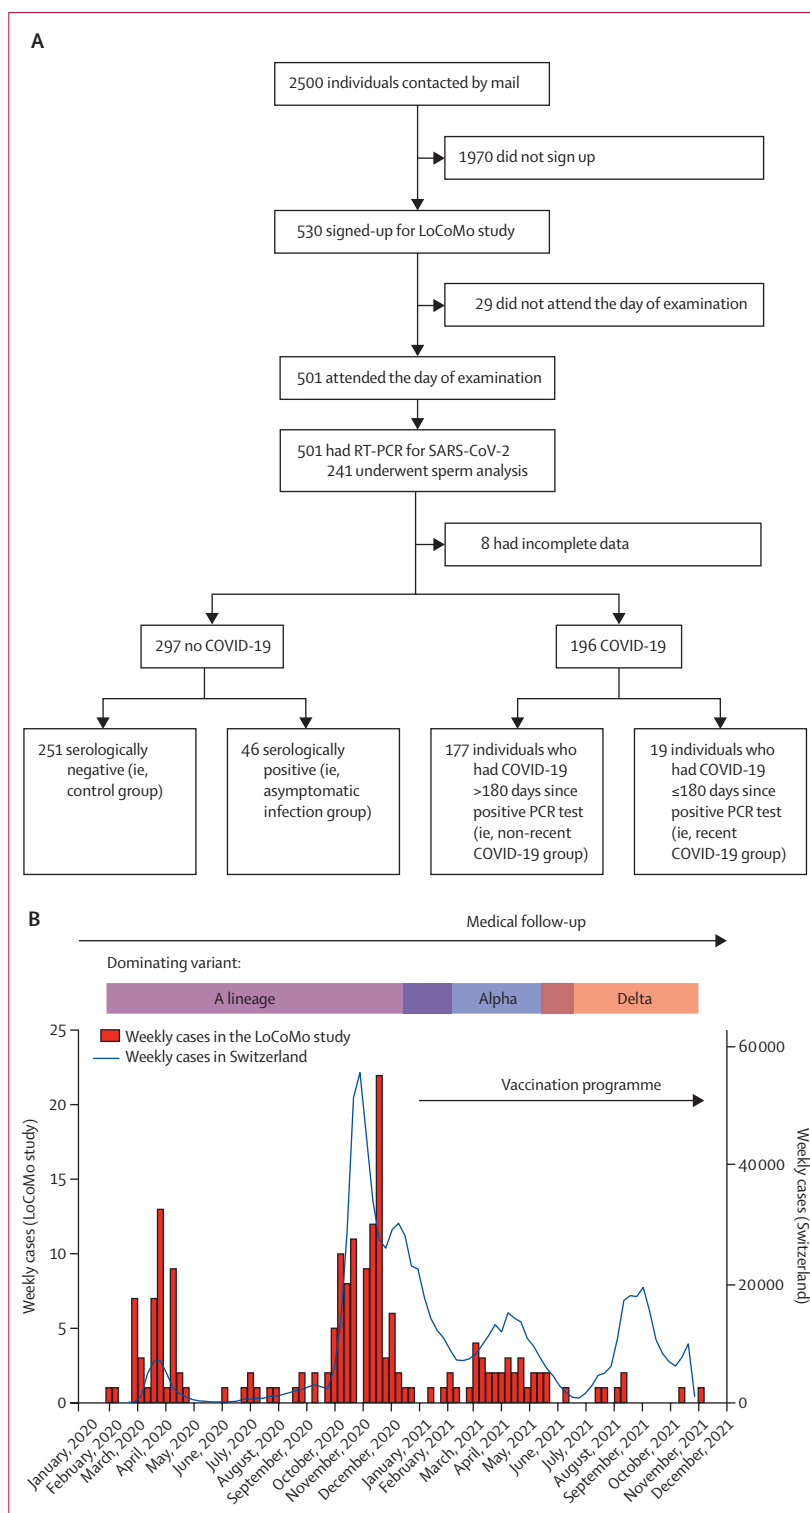 A
2500 individuals contacted by mail
1970 did not sign up
530 signed-up for LoCoMo study
29 did not attend the day of examination
501 attended the day of examination
501 had RT-PCR for SARS-CoV-2
241 underwent sperm analysis
8 had incomplete data
297 no COVID-19
196 COVID-19
251 serologically
negative (ie,
control group)
46 serologically
positive (ie,
asymptomatic
infection group)
177 individuals who
had COVID-19
>180 days since
positive PCR test
(ie, non-recent
COVID-19 group)
19 individuals who
had COVID-19
≤180 days since
positive PCR test
(ie, recent
COVID-19 group)
B
Medical follow-up
Dominating variant:
A lineage
Alpha
Delta
Weekly cases in the LoCoMo study
Weekly cases in Switzerland
Vaccination programme
Weekly cases (LoCoMo study)
25
20
15
10
5
0
60 000
40 000
20 000
0
Weekly cases (Switzerland)
January, 2020
February, 2020
March, 2020
April, 2020
May, 2020
June, 2020
July, 2020
August, 2020
September, 2020
October, 2020
November, 2020
December, 2020
January, 2021
February, 2021
March, 2021
April, 2021
May, 2021
June, 2021
July, 2021
August, 2021
September, 2021
October, 2021
November, 2021
December, 2021